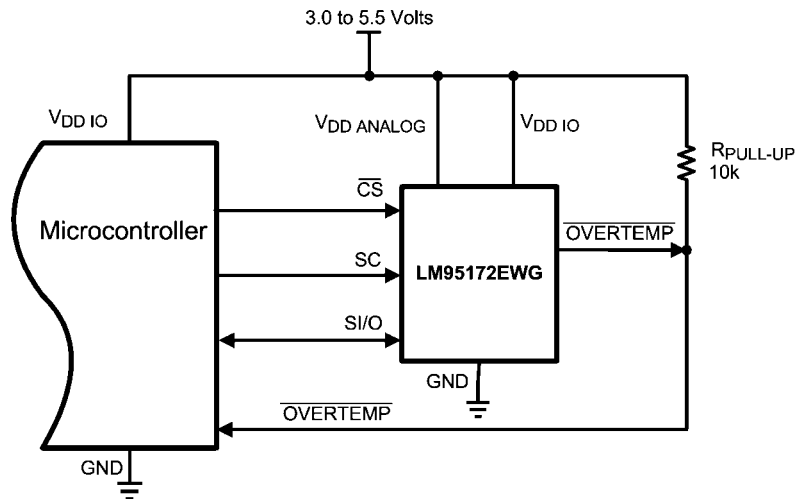 3.0 to 5.5 Volts
VDD IO
VDD ANALOG
VDD IO
RPULL-UP
10k
CS
OVERTEMP
Microcontroller
SC
LM95172EWG
SI/O
GND
OVERTEMP
GND